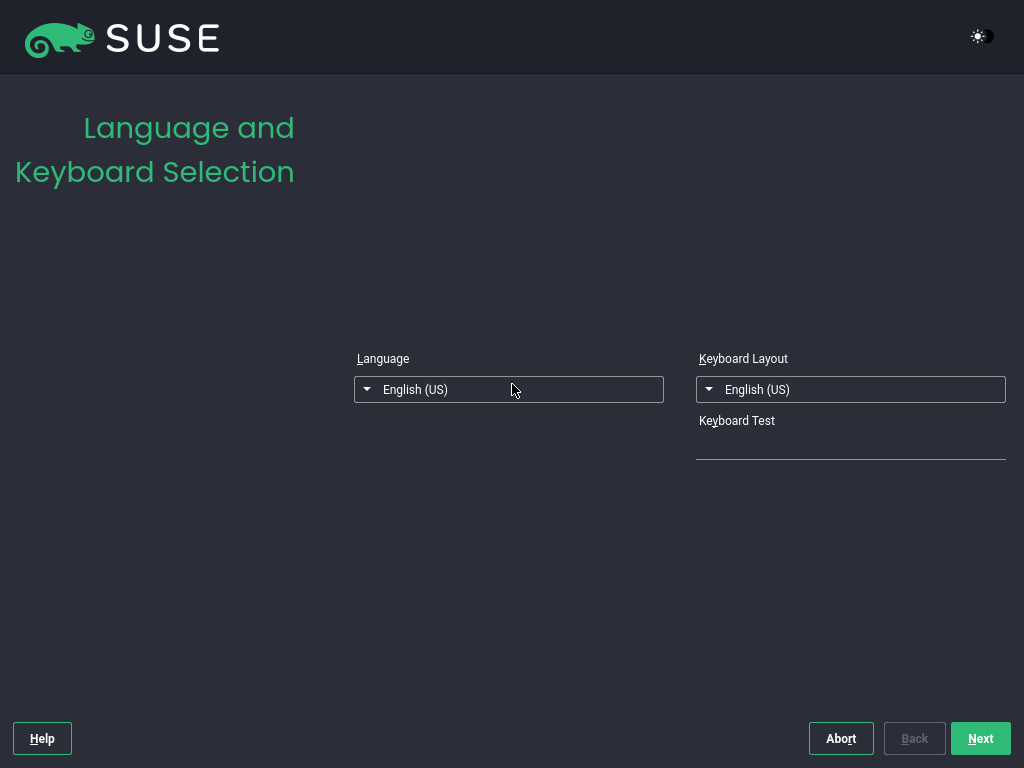 SUSE
Language and
Keyboard Selection
Language
Keyboard Layout
English (US)
English (US)
Keyboard Test
Help
Abort
Back
Next